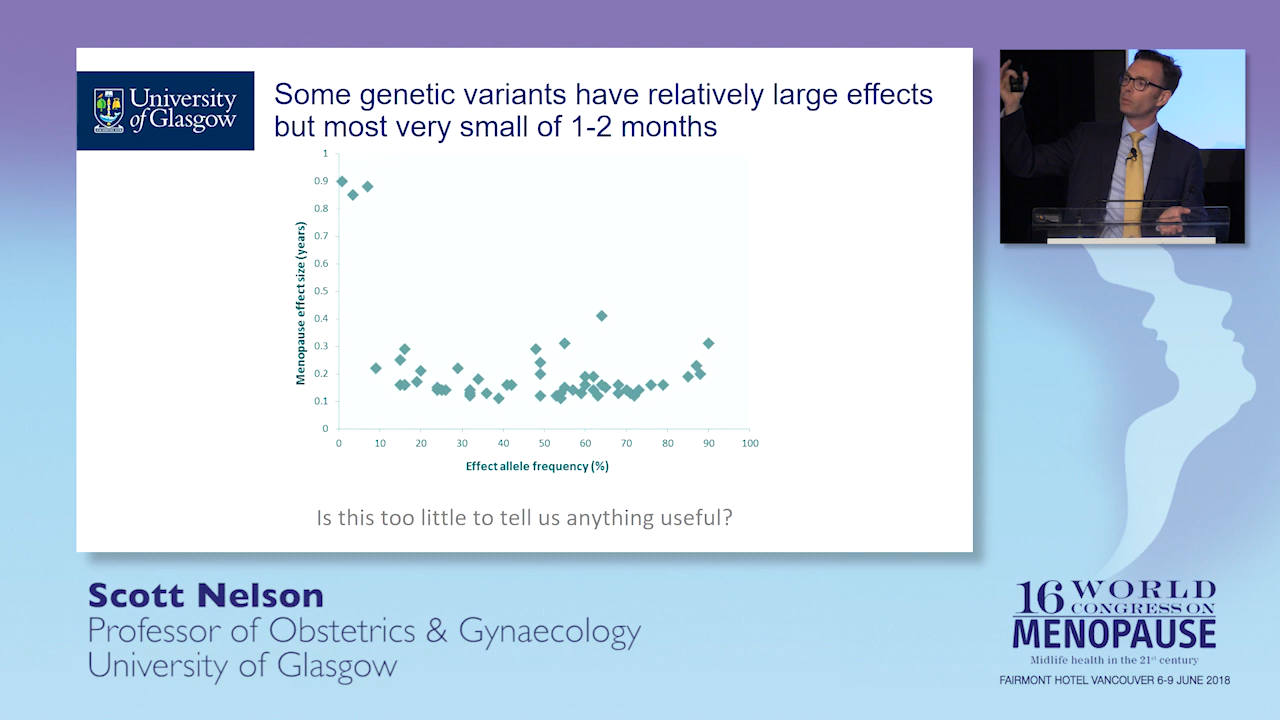 University
of Glasgow
Some genetic variants have relatively large effects
but most very small of 1-2 months
1
0.9
0.8
0.7
0.6
0.5
0.4
0.3
0.2
0.1
0
Menopause effect size (years)
0 10 20 30 40 50 60 70 80 90 100
Effect allele frequency (%)
Is this too little to tell us anything useful?
Scott Nelson
Professor of Obstetrics & Gynaecology
University of Glasgow
16 WORLD
CONGRESS ON
MENOPAUSE
Midlife health in the 21st century
FAIRMONT HOTEL VANCOUVER 6-9 JUNE 2018